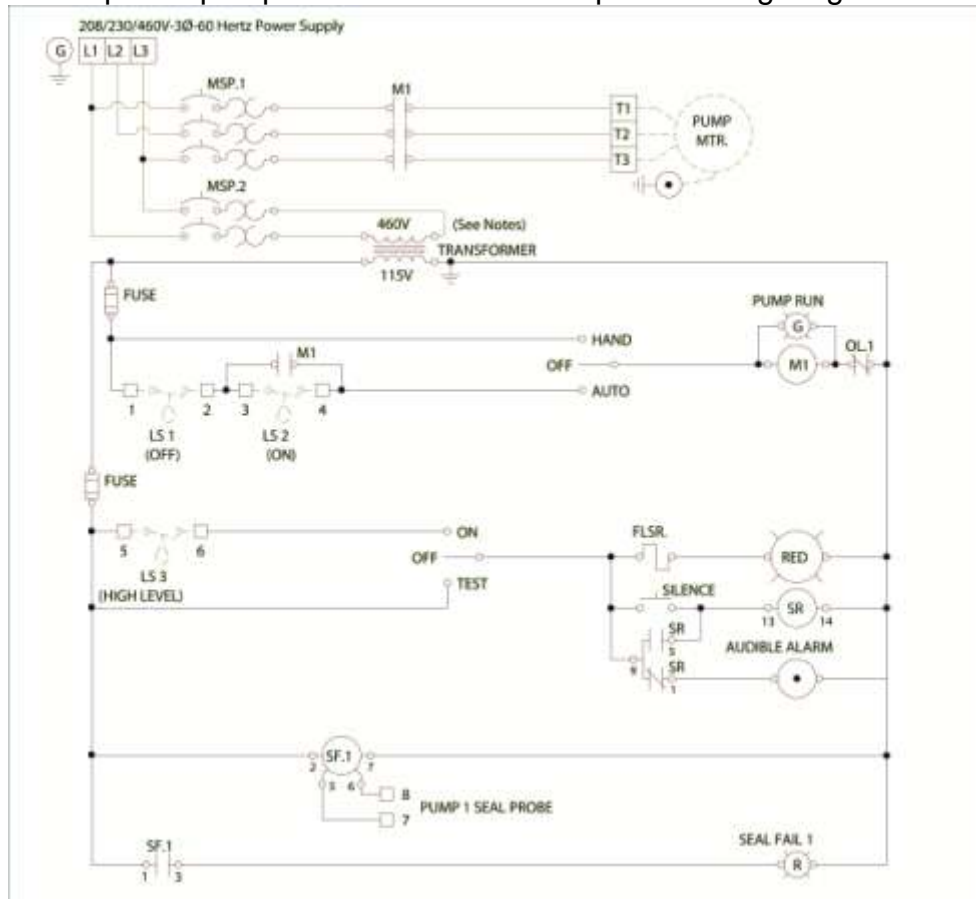 208/230/460V-3Ø-60 Hertz Power Supply
G L1 L2 L3
MSP.1
M1
T1
T2
T3
PUMP
MTR.
MSP.2
460V
(See Notes)
TRANSFORMER
115V
FUSE
PUMP RUN
G
HAND
OL.1
M1
OFF
M1
AUTO
1 2 3 4
LS 1
(OFF)
LS 2
(ON)
FUSE
ON
FLSR.
5 6
OFF
RED
LS 3
(HIGH LEVEL)
TEST
SILENCE
SR
13 14
SR
5
AUDIBLE ALARM
9
SR
1
SF.1
2 7
5 6
8
7
PUMP 1 SEAL PROBE
SF.1
1 3
SEAL FAIL 1
R